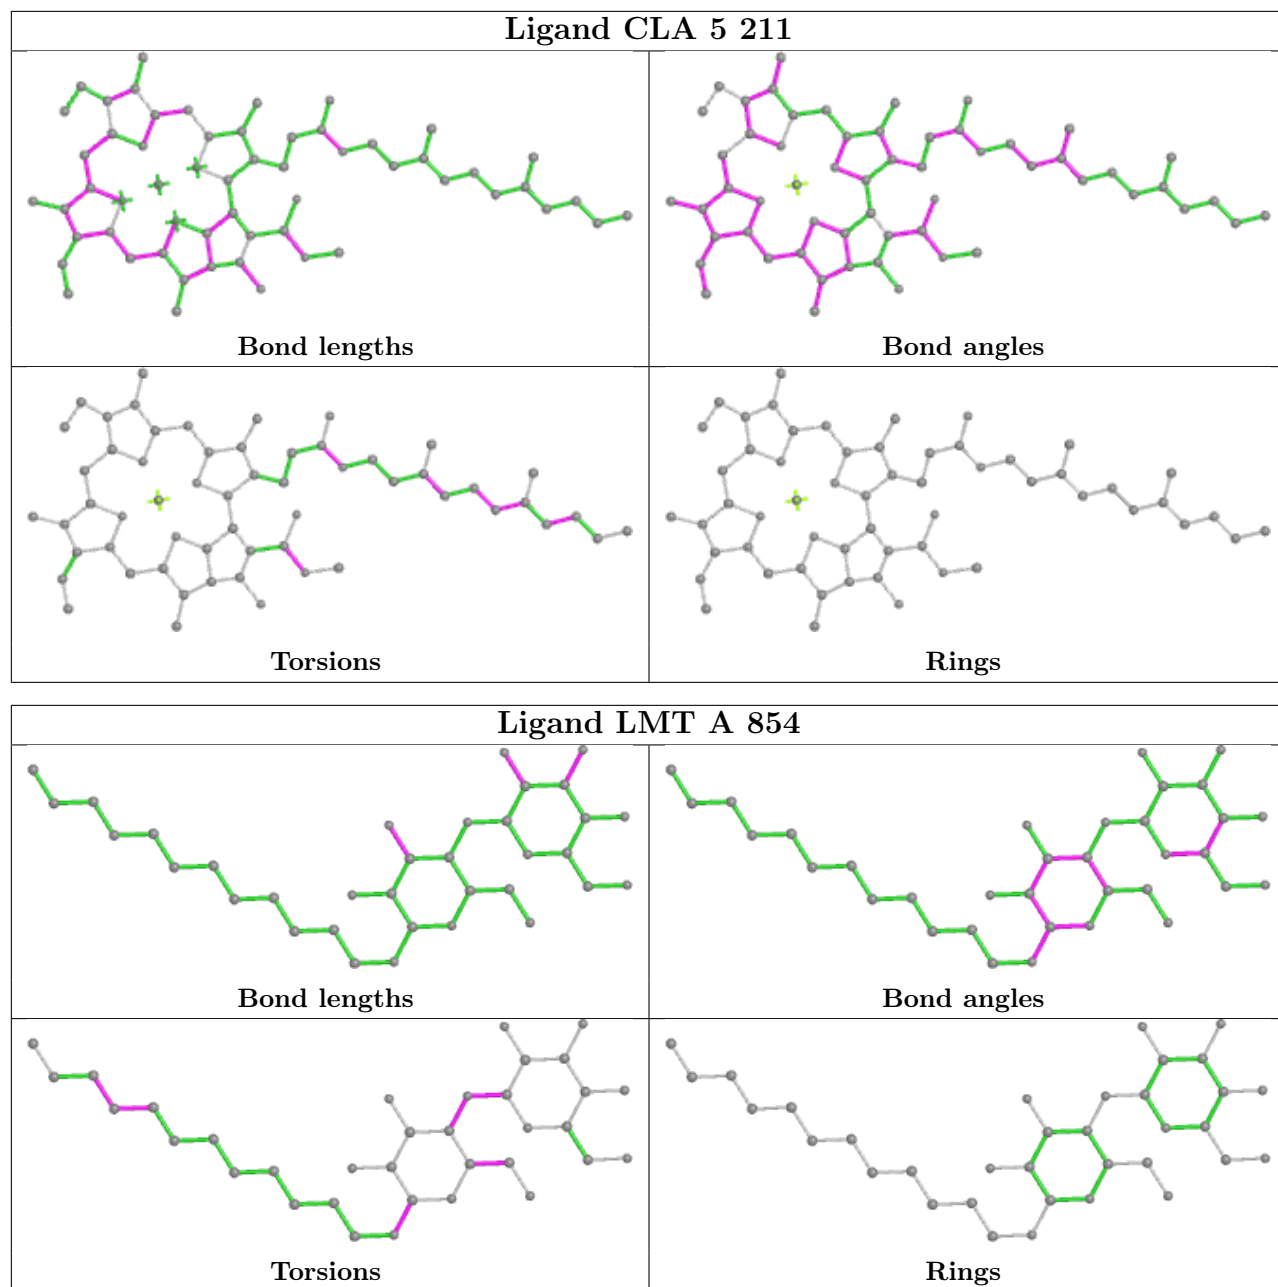 Ligand CLA 5 211
Bond lengths
Bond angles
Torsions
Rings
Ligand LMT A 854
Bond lengths
Bond angles
Torsions
Rings